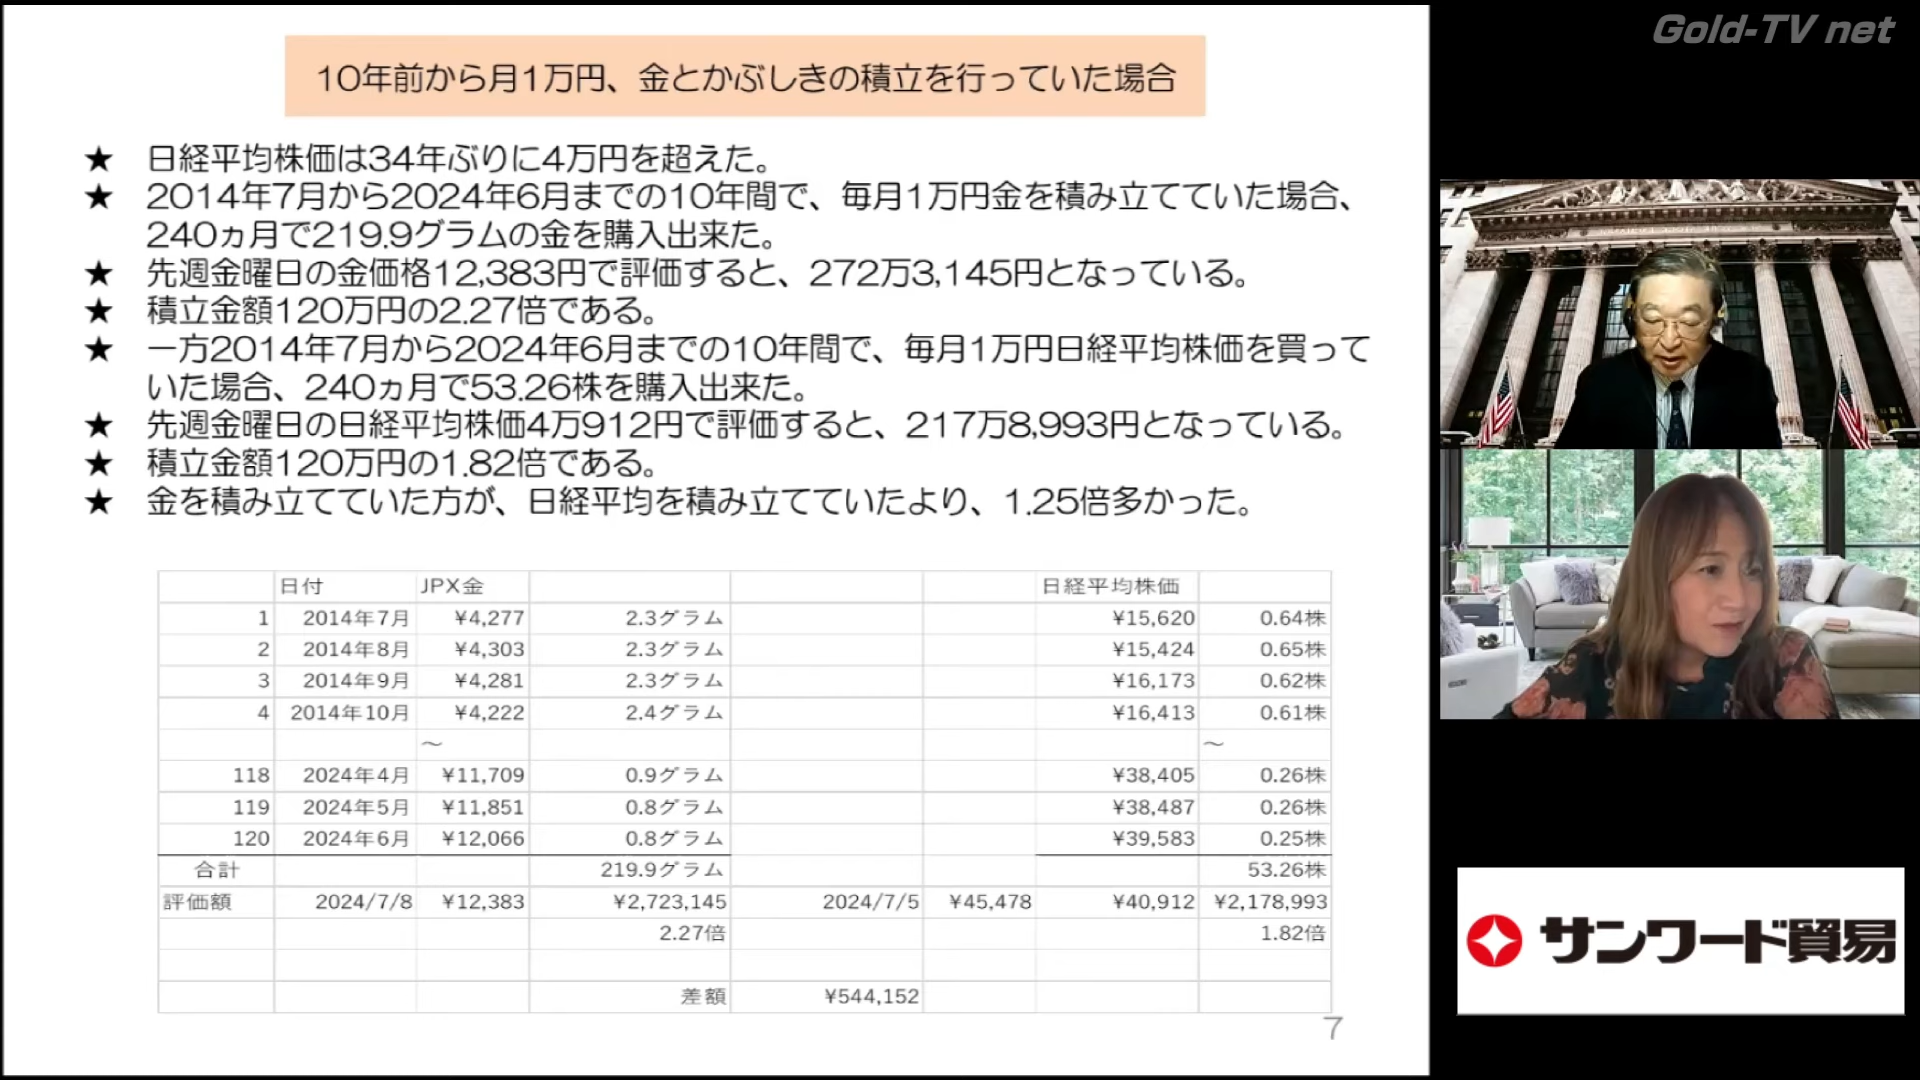 Gold-TV net
10年前から月1万円、金とかぶしきの積立を行っていた場合
★ 日経平均株価は34年ぶりに4万円を超えた。
★ 2014年7月から2024年6月までの10年間で、毎月1万円金を積み立てていた場合、
240ヵ月で219.9グラムの金を購入出来た。
★ 先週金曜日の金価格12,383円で評価すると、272万3,145円となっている。
★ 積立金額120万円の2.27倍である。
★ 一方2014年7月から2024年6月までの10年間で、毎月1万円日経平均株価を買って
いた場合、240ヵ月で53.26株を購入出来た。
★ 先週金曜日の日経平均株価4万912円で評価すると、217万8,993円となっている。
★ 積立金額120万円の1.82倍である。
★ 金を積み立てていた方が、日経平均を積み立てていたより、1.25倍多かった。
日付 JPX金 日経平均株価
1 2014年7月 ¥4,277 2.3グラム ¥15,620 0.64株
2 2014年8月 ¥4,303 2.3グラム ¥15,424 0.65株
3 2014年9月 ¥4,281 2.3グラム ¥16,173 0.62株
4 2014年10月 ¥4,222 2.4グラム ¥16,413 0.61株
～ ～
118 2024年4月 ¥11,709 0.9グラム ¥38,405 0.26株
119 2024年5月 ¥11,851 0.8グラム ¥38,487 0.26株
120 2024年6月 ¥12,066 0.8グラム ¥39,583 0.25株
合計 219.9グラム 53.26株
評価額 2024/7/8 ¥12,383 ¥2,723,145 2024/7/5 ¥45,478 ¥40,912 ¥2,178,993
2.27倍 1.82倍
差額 ¥544,152
7
サンワード貿易